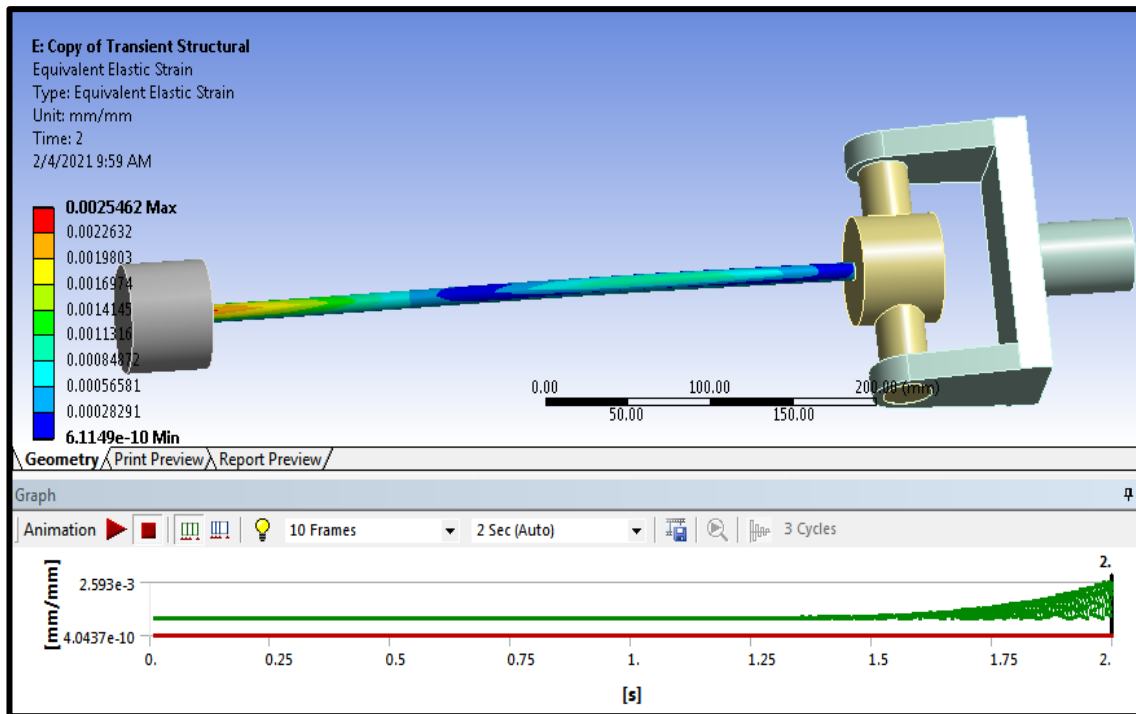 E: Copy of Transient Structural
Equivalent Elastic Strain
Type: Equivalent Elastic Strain
Unit: mm/mm
Time: 2
2/4/2021 9:59 AM
0.0025462 Max
0.0022632
0.0019803
0.0016974
0.0014145
0.0011316
0.00084872
0.00056581
0.00028291
6.1149e-10 Min
0.00 100.00 200.00 (mm)
50.00 150.00
Geometry Print Preview Report Preview
Graph
Animation 10 Frames 2 Sec (Auto) 3 Cycles
2.
[mm/mm]
2.593e-3
4.0437e-10
0. 0.25 0.5 0.75 1. 1.25 1.5 1.75 2.
[s]